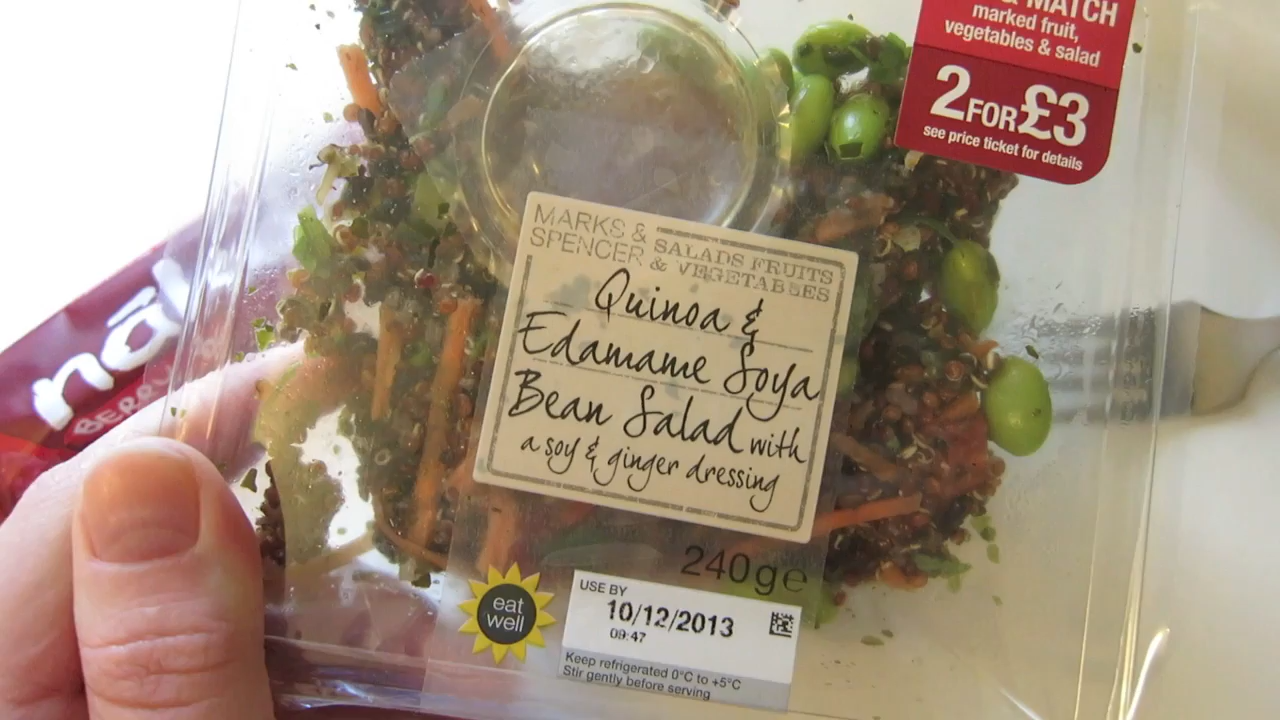 & MATCH
marked fruit,
vegetables & salad
2 FOR £3
see price ticket for details
MARKS &
SPENCER
SALADS FRUITS
& VEGETABLES
Quinoa &
Edamame Soya
Bean Salad with
a soy & ginger dressing
240g e
eat
well
USE BY
10/12/2013
09:47
Keep refrigerated 0°C to +5°C
Stir gently before serving